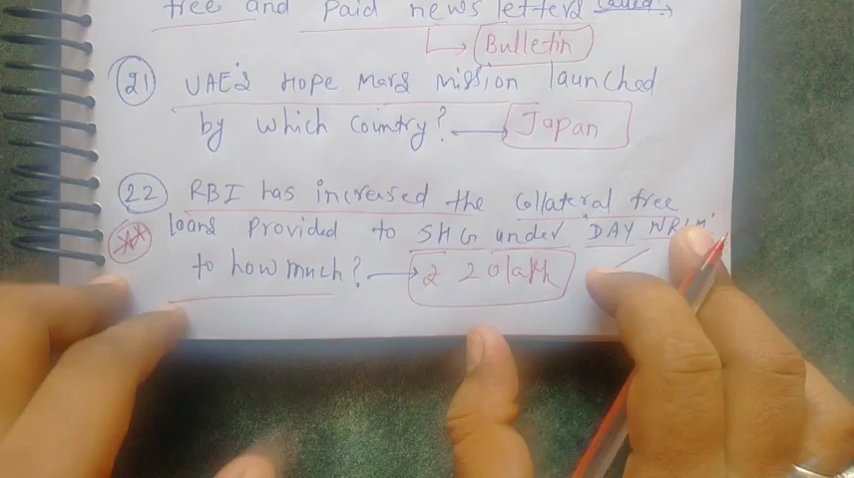 free and paid news letters called?
Bulletin
21 UAE's Hope Mars mission launched
by which Country? → Japan
22 RBI has increased the Collateral free
loans provided to SHG under 'DAY NRLM'
to how much? → ₹ 20 lakh